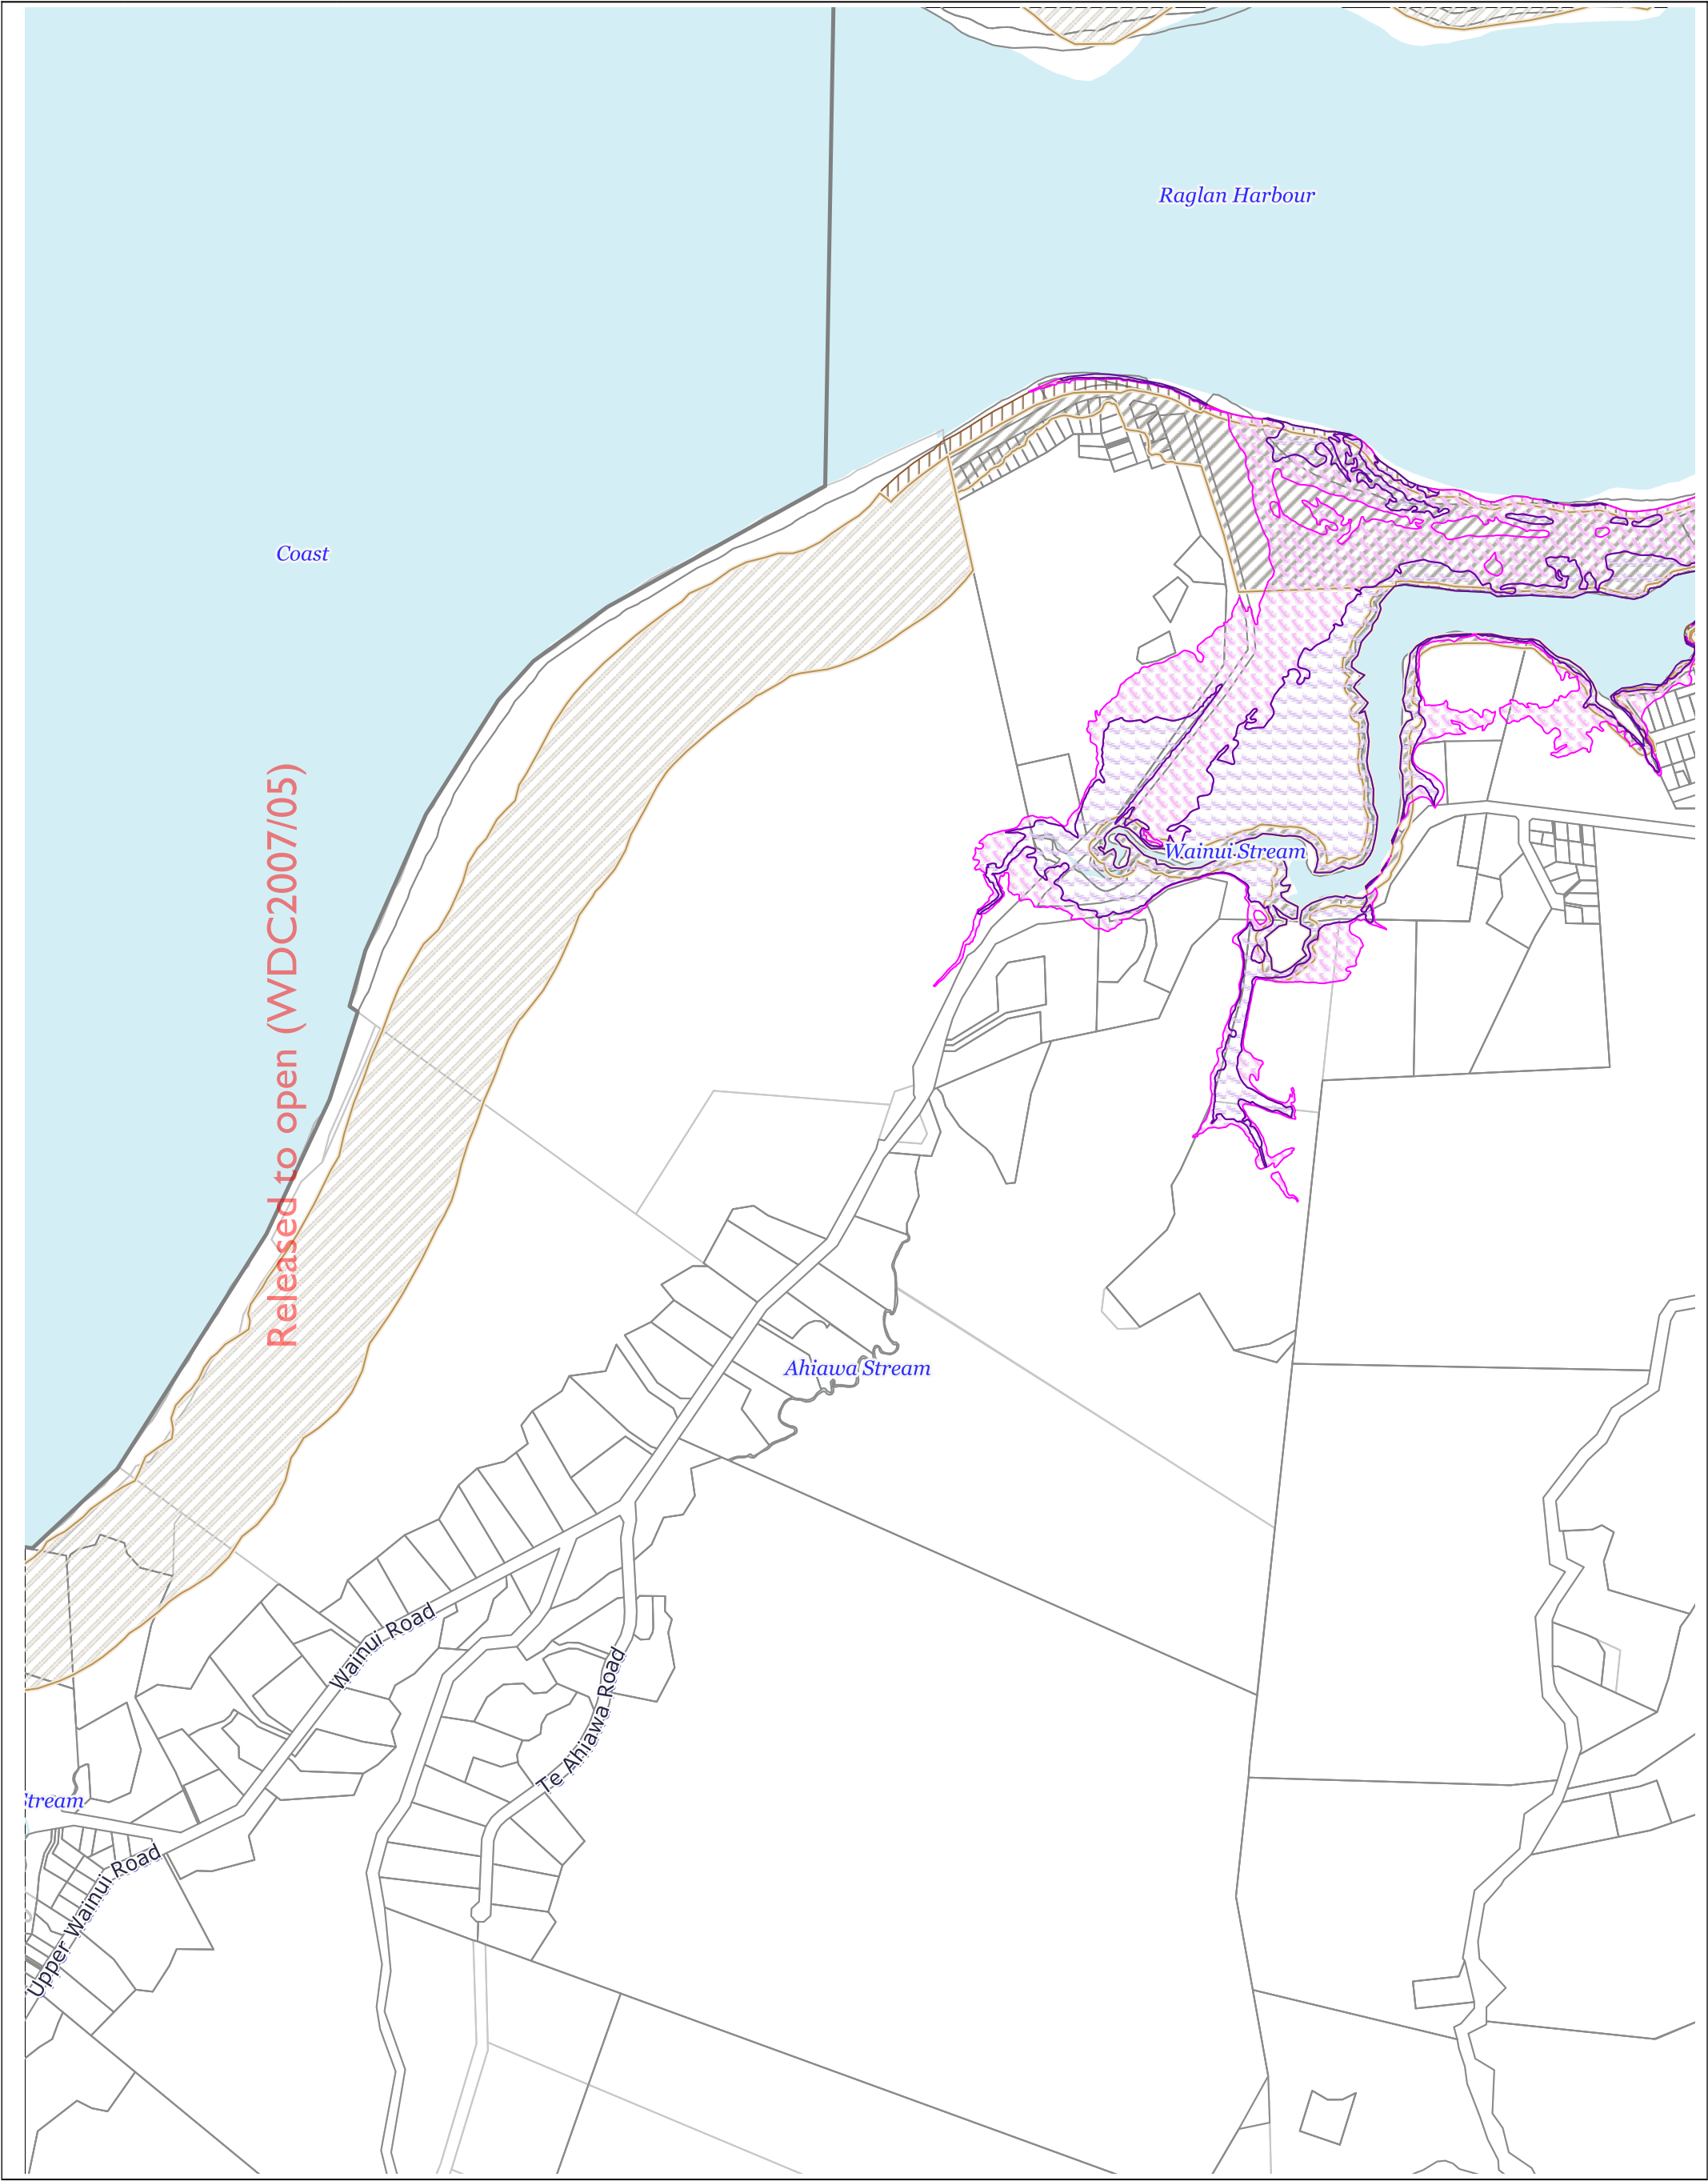 Raglan Harbour
Coast
Released to open (WDC2007/05)
Wainui Stream
Ahiawa Stream
Wainui Road
Te Ahiawa Road
Stream
Upper Wainui Road